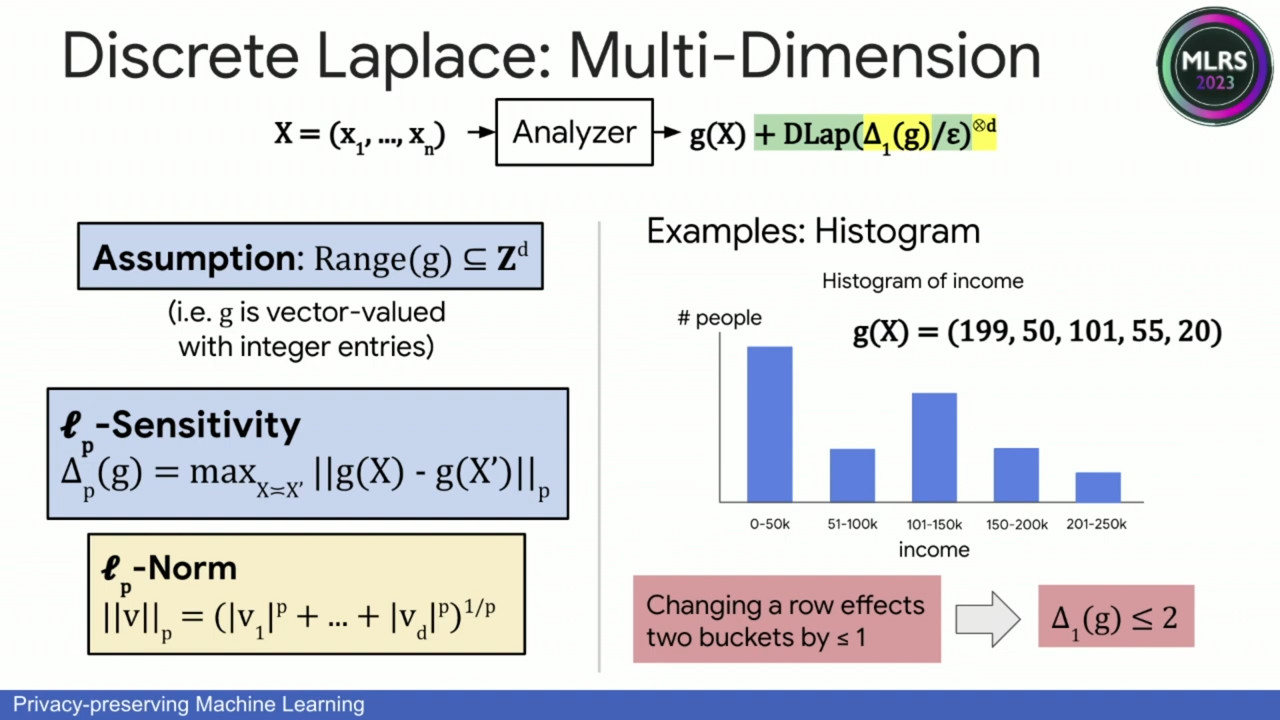 Discrete Laplace: Multi-Dimension
MLRS
2023
X = (x₁, ..., xₙ)
Analyzer
g(X) + DLap(Δ₁(g)/ε)^⊗d
Assumption: Range(g) ⊆ Z^d
(i.e. g is vector-valued
with integer entries)
ℓₚ-Sensitivity
Δₚ(g) = max_X≍X' ||g(X) - g(X’)||ₚ
ℓₚ-Norm
||v||ₚ = (|v₁|^p + ... + |v_d|^p)^1/p
Examples: Histogram
Histogram of income
# people
g(X) = (199, 50, 101, 55, 20)
0-50k 51-100k 101-150k 150-200k 201-250k
income
Changing a row effects
two buckets by ≤ 1
Δ₁(g) ≤ 2
Privacy-preserving Machine Learning